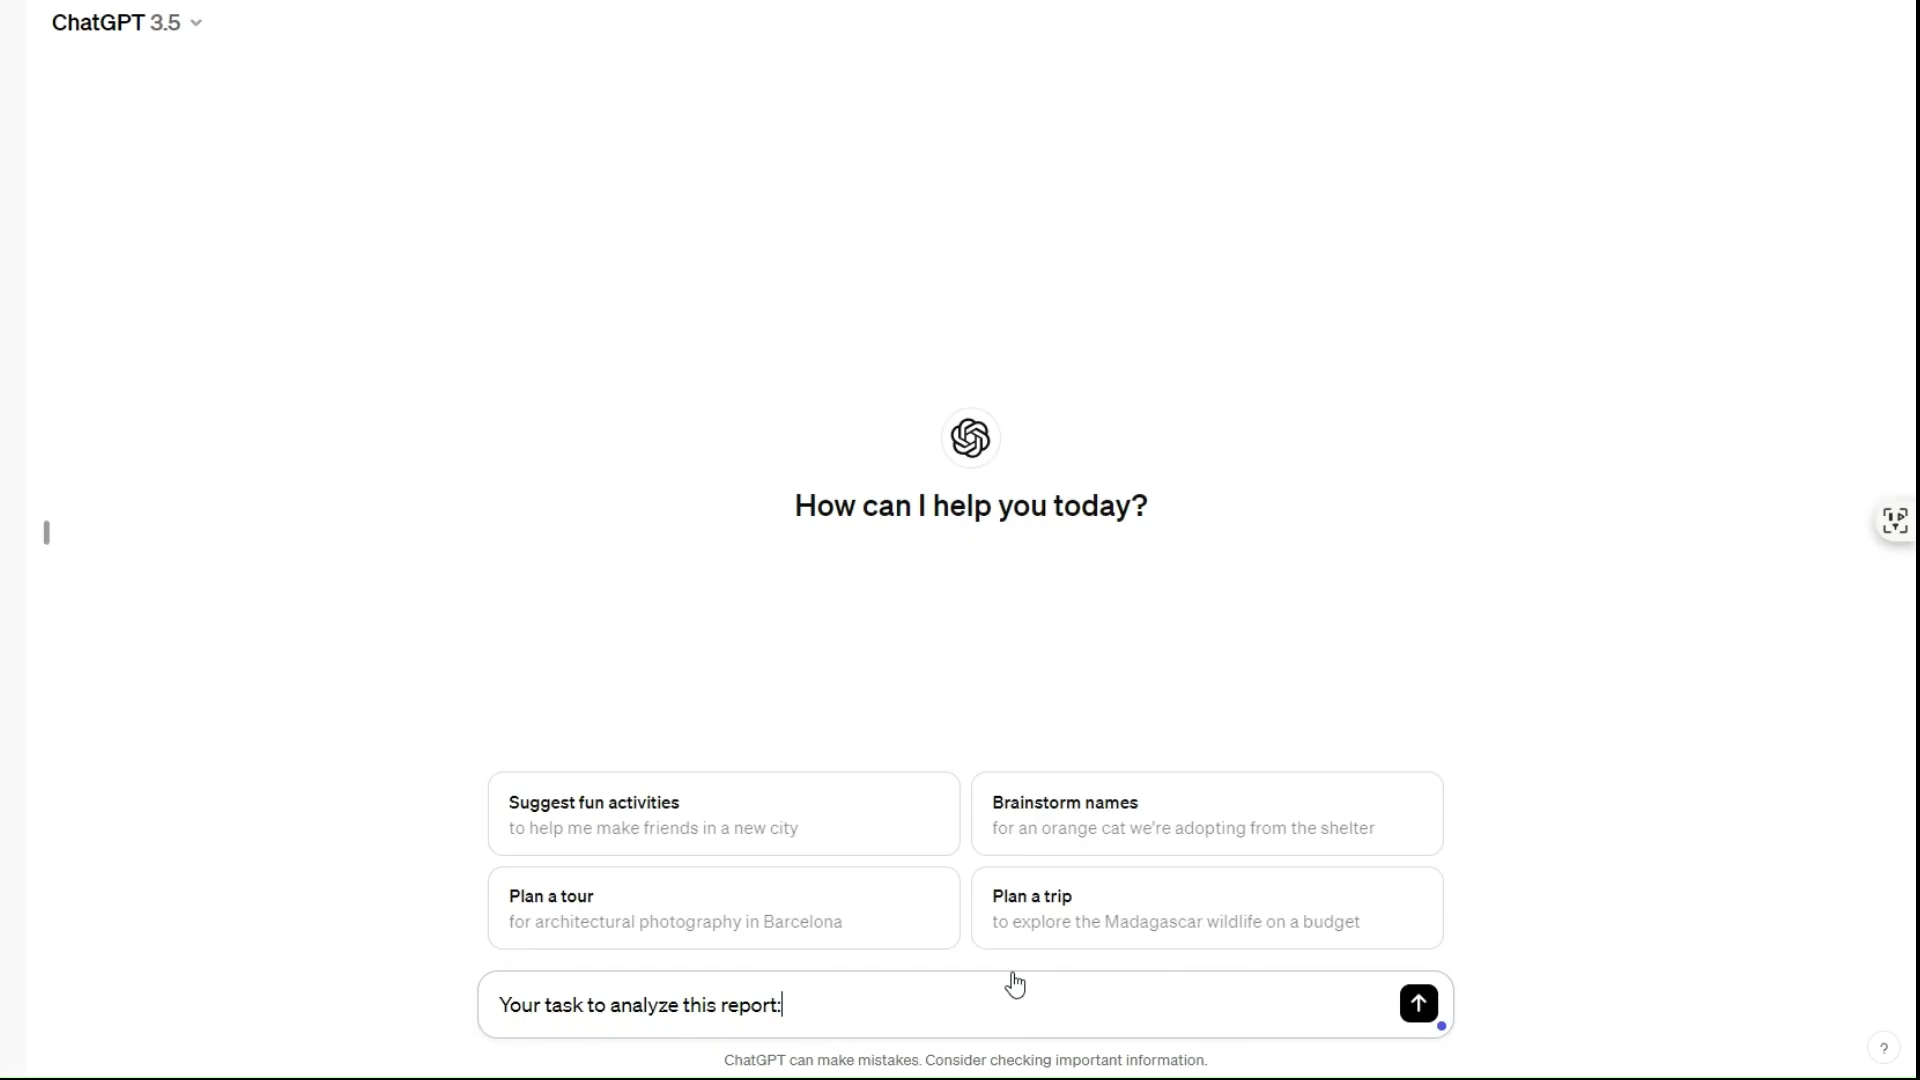 ChatGPT 3.5
How can I help you today?
Suggest fun activities
to help me make friends in a new city
Brainstorm names
for an orange cat we're adopting from the shelter
Plan a tour
for architectural photography in Barcelona
Plan a trip
to explore the Madagascar wildlife on a budget
Your task to analyze this report:
ChatGPT can make mistakes. Consider checking important information.
?